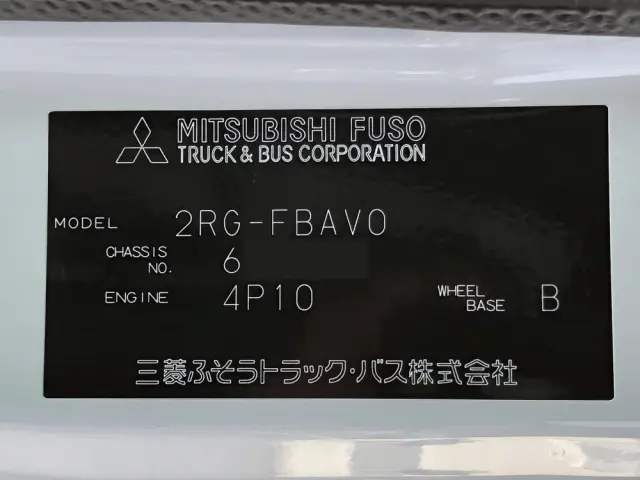 MITSUBISHI FUSO
TRUCK & BUS CORPORATION
MODEL 2RG-FBAV0
CHASSIS NO. 6
ENGINE 4P10 WHEEL BASE B
三菱ふそうトラック・バス株式会社